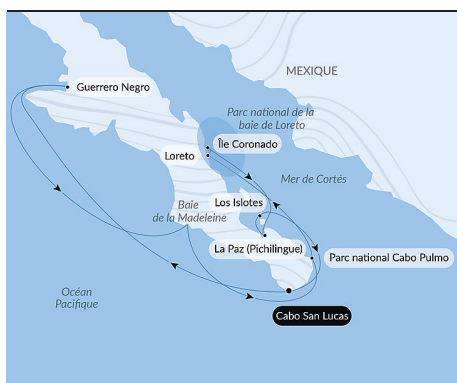 MEXIQUE
Guerrero Negro
Parc national de la
baie de Loreto
Île Coronado
Loreto
Mer de Cortés
Los Islotes
Baie
de la Madeleine
La Paz (Pichilingue)
Parc national Cabo Pulmo
Océan
Pacifique
Cabo San Lucas